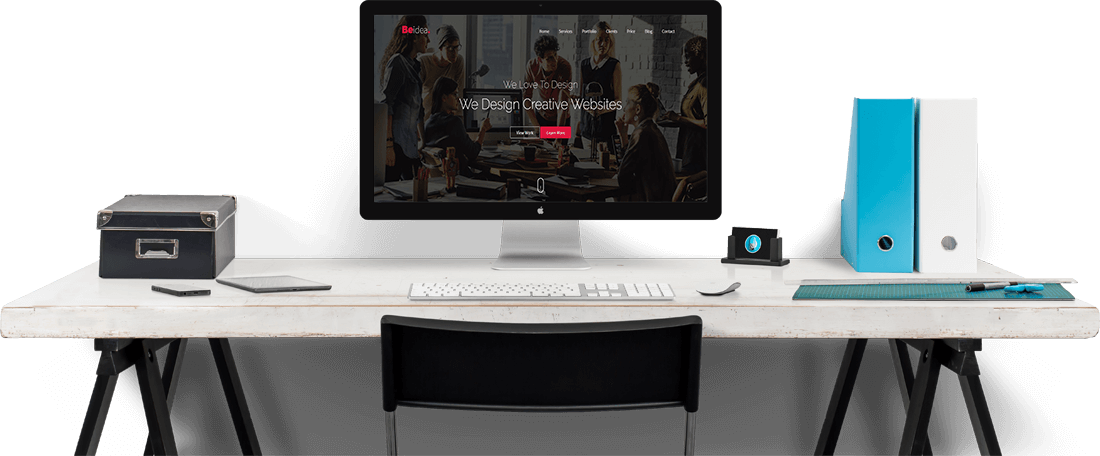 Beidea
Home Services Portfolio Clients Price Blog Contact
We Love To Design
We Design Creative Websites
View Work Learn More